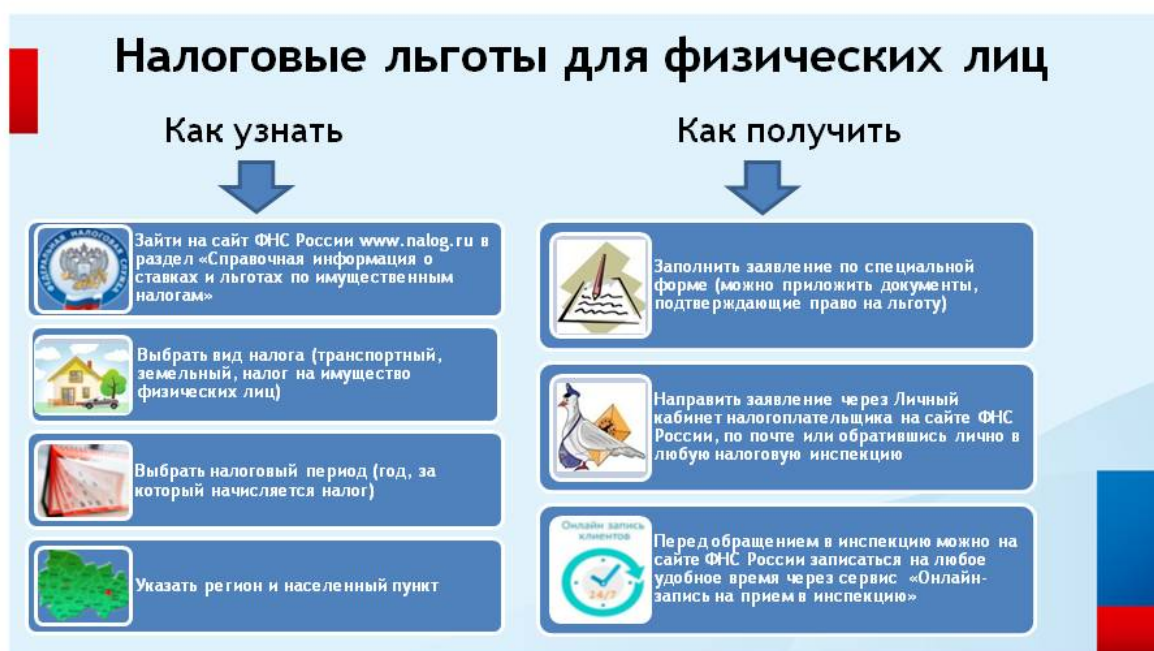 Налоговые льготы для физических лиц
Как узнать
Зайти на сайт ФНС России www.nalog.ru в
раздел «Справочная информация о
ставках и льготах по имущественным
налогам»
Выбрать вид налога (транспортный,
земельный, налог на имущество
физических лиц)
Выбрать налоговый период (год, за
который начисляется налог)
Указать регион и населенный пункт
Как получить
Заполнить заявление по специальной
форме (можно приложить документы,
подтверждающие право на льготу)
Направить заявление через Личный
кабинет налогоплательщика на сайте ФНС
России, по почте или обратившись лично в
любую налоговую инспекцию
Онлайн запись
клиентов
24/7
Перед обращением в инспекцию можно на
сайте ФНС России записаться на любое
удобное время через сервис «Онлайн-
запись на прием в инспекцию»
ФЕДЕРАЛЬНАЯ НАЛОГОВАЯ СЛУЖБА